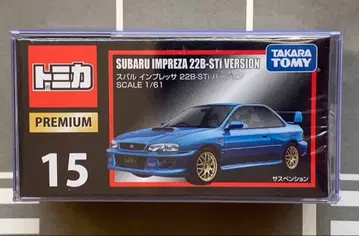 トミカ
PREMIUM
15
SUBARU IMPREZA 22B-STi VERSION
スバル インプレッサ 22B-STi バージョン
SCALE 1/61
TAKARA
TOMY
サスペンション